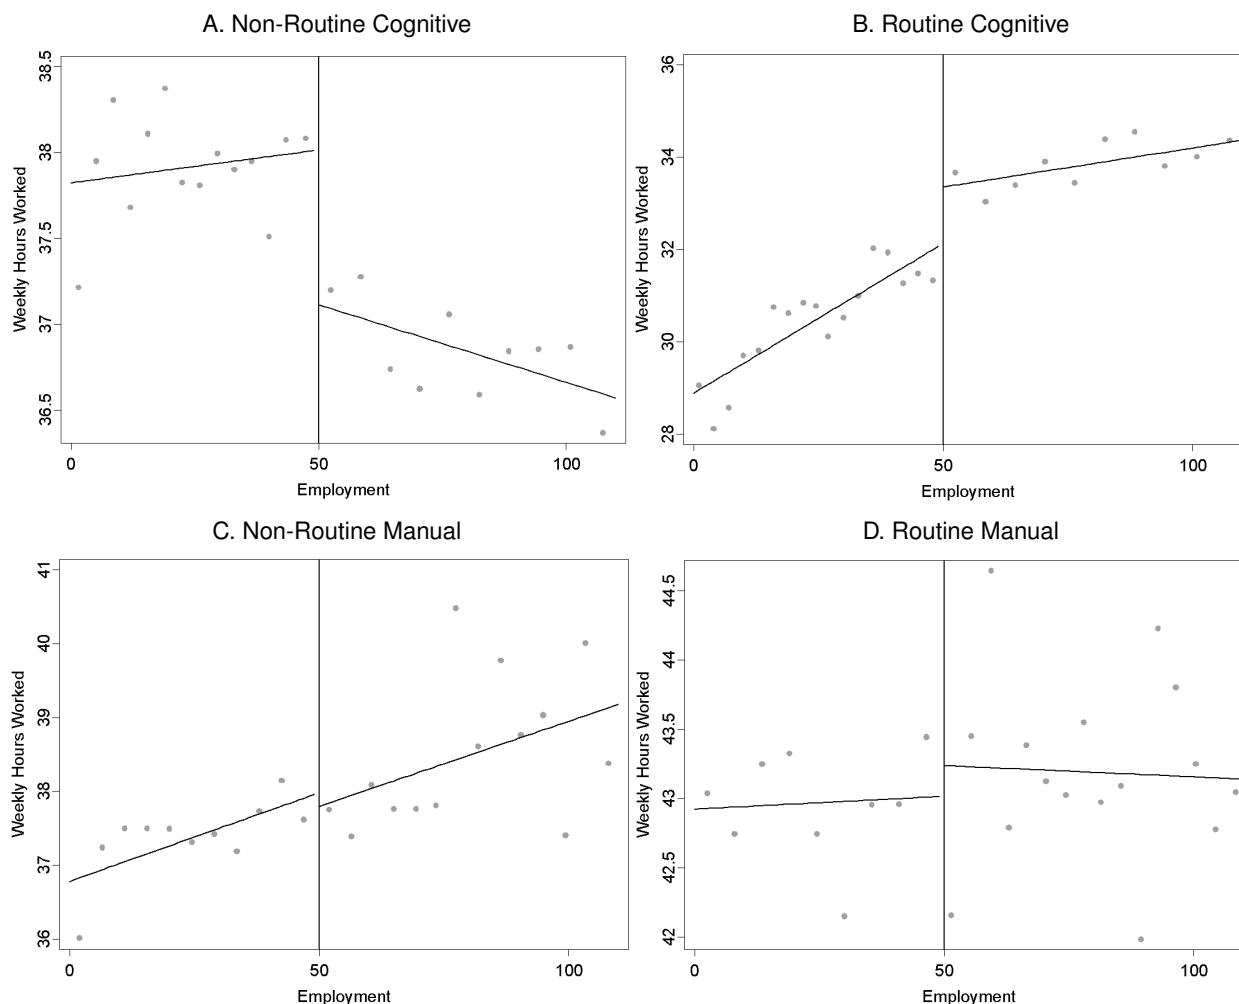 A. Non-Routine Cognitive
Weekly Hours Worked
38.5
38
37.5
37
36.5
0 50 100
Employment
B. Routine Cognitive
Weekly Hours Worked
36
34
32
30
28
0 50 100
Employment
C. Non-Routine Manual
Weekly Hours Worked
41
40
39
38
37
36
0 50 100
Employment
D. Routine Manual
Weekly Hours Worked
44.5
44
43.5
43
42.5
42
0 50 100
Employment